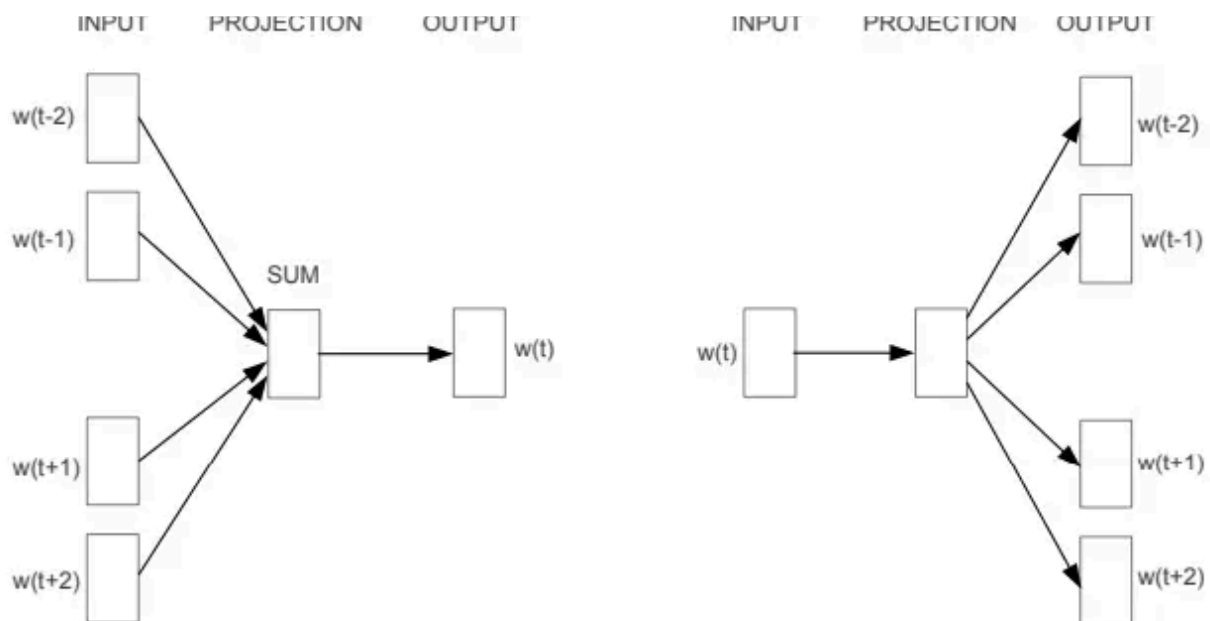 INPUT PROJECTION OUTPUT
w(t-2)
w(t-1)
SUM
w(t)
w(t+1)
w(t+2)
INPUT PROJECTION OUTPUT
w(t-2)
w(t-1)
w(t)
w(t+1)
w(t+2)